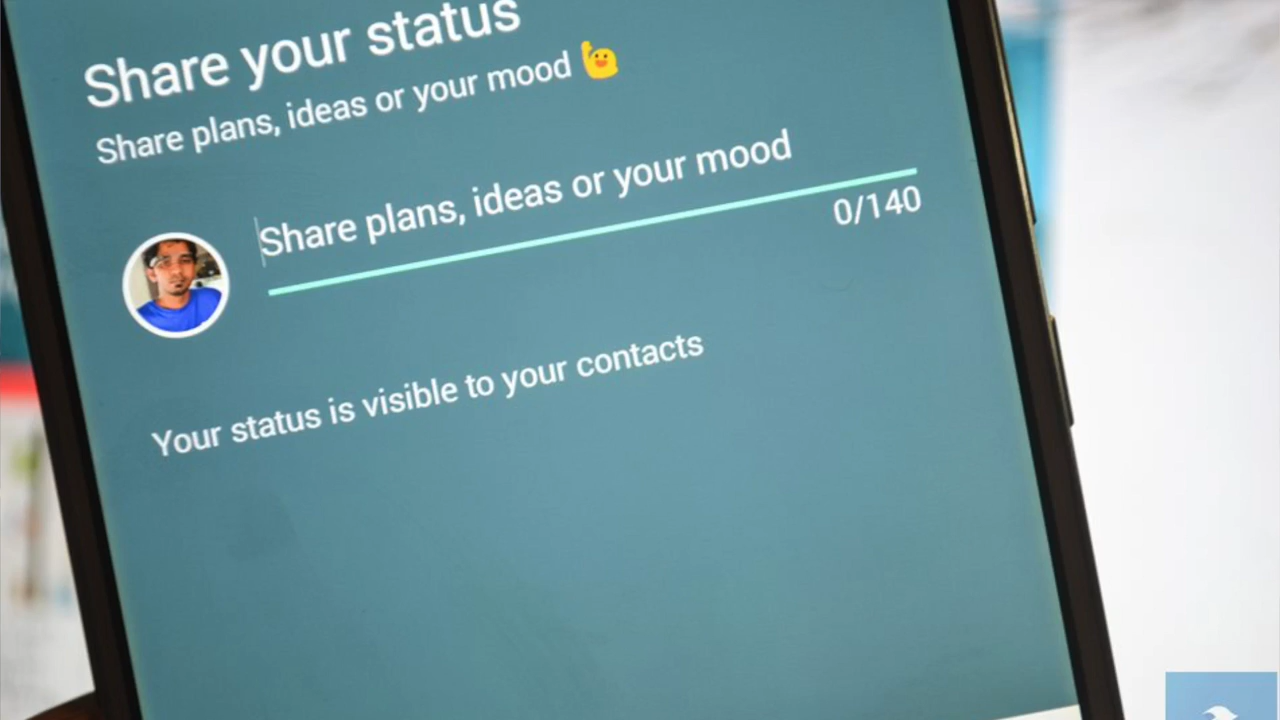 Share your status
Share plans, ideas or your mood 🙋
Share plans, ideas or your mood
0/140
Your status is visible to your contacts